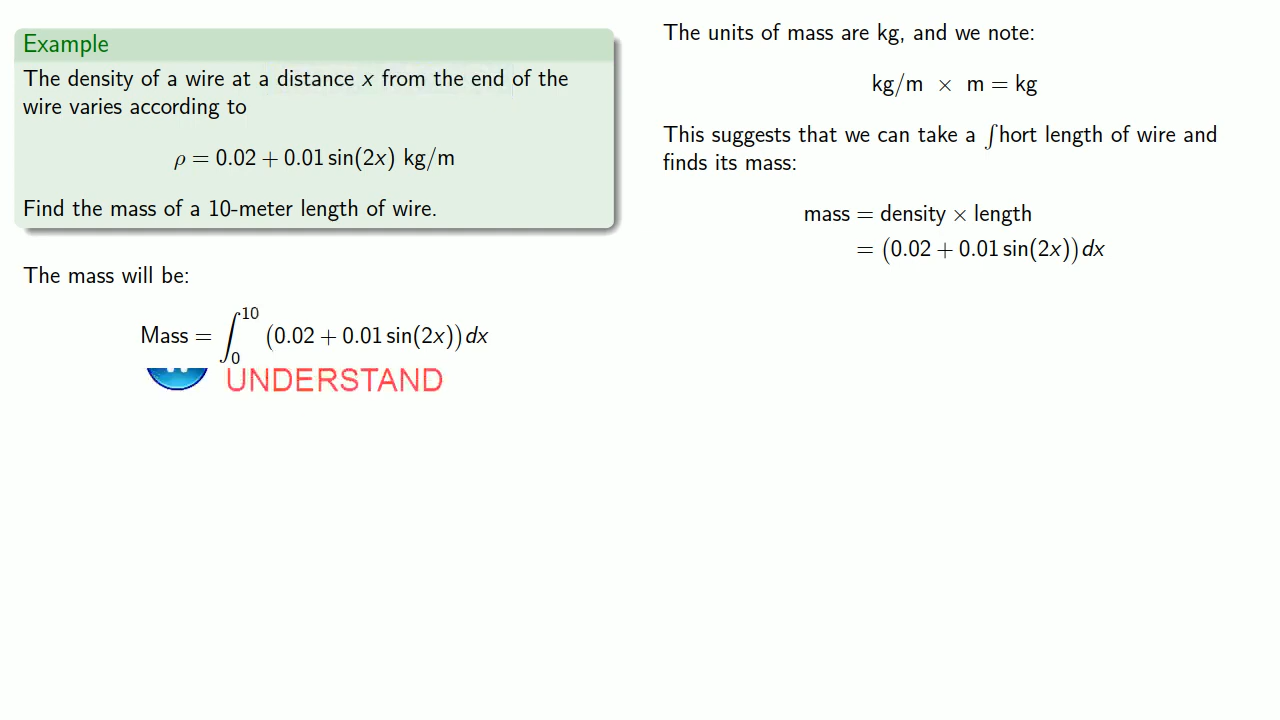 Example
The density of a wire at a distance x from the end of the
wire varies according to
ρ = 0.02 + 0.01 sin(2x) kg/m
Find the mass of a 10-meter length of wire.
The mass will be:
Mass = ∫₀¹⁰ (0.02 + 0.01 sin(2x)) dx
UNDERSTAND
The units of mass are kg, and we note:
kg/m × m = kg
This suggests that we can take a ∫hort length of wire and
finds its mass:
mass = density × length
= (0.02 + 0.01 sin(2x)) dx